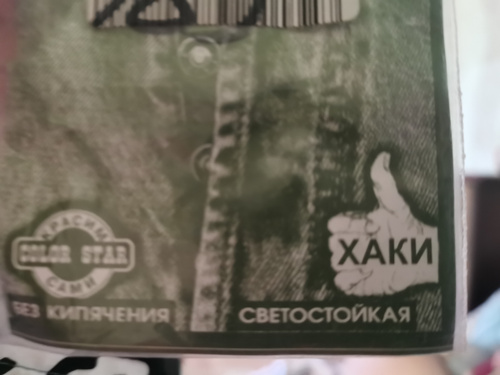 КРАСИМ
COLOR STAR
САМИ
ХАКИ
БЕЗ КИПЯЧЕНИЯ
СВЕТОСТОЙКАЯ